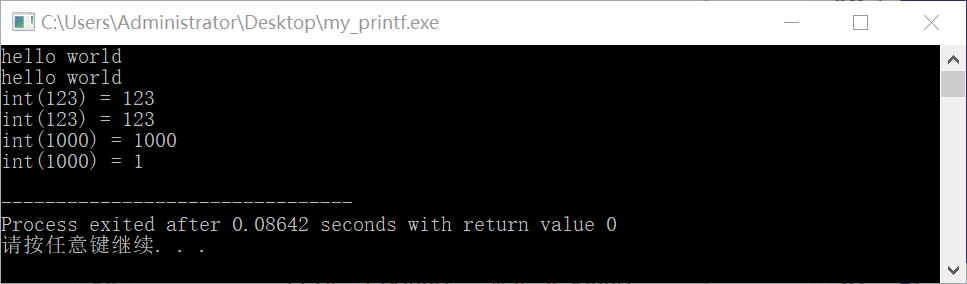 C:\Users\Administrator\Desktop\my_printf.exe
hello world
hello world
int(123) = 123
int(123) = 123
int(1000) = 1000
int(1000) = 1
--------------------------------
Process exited after 0.08642 seconds with return value 0
请按任意键继续. . .